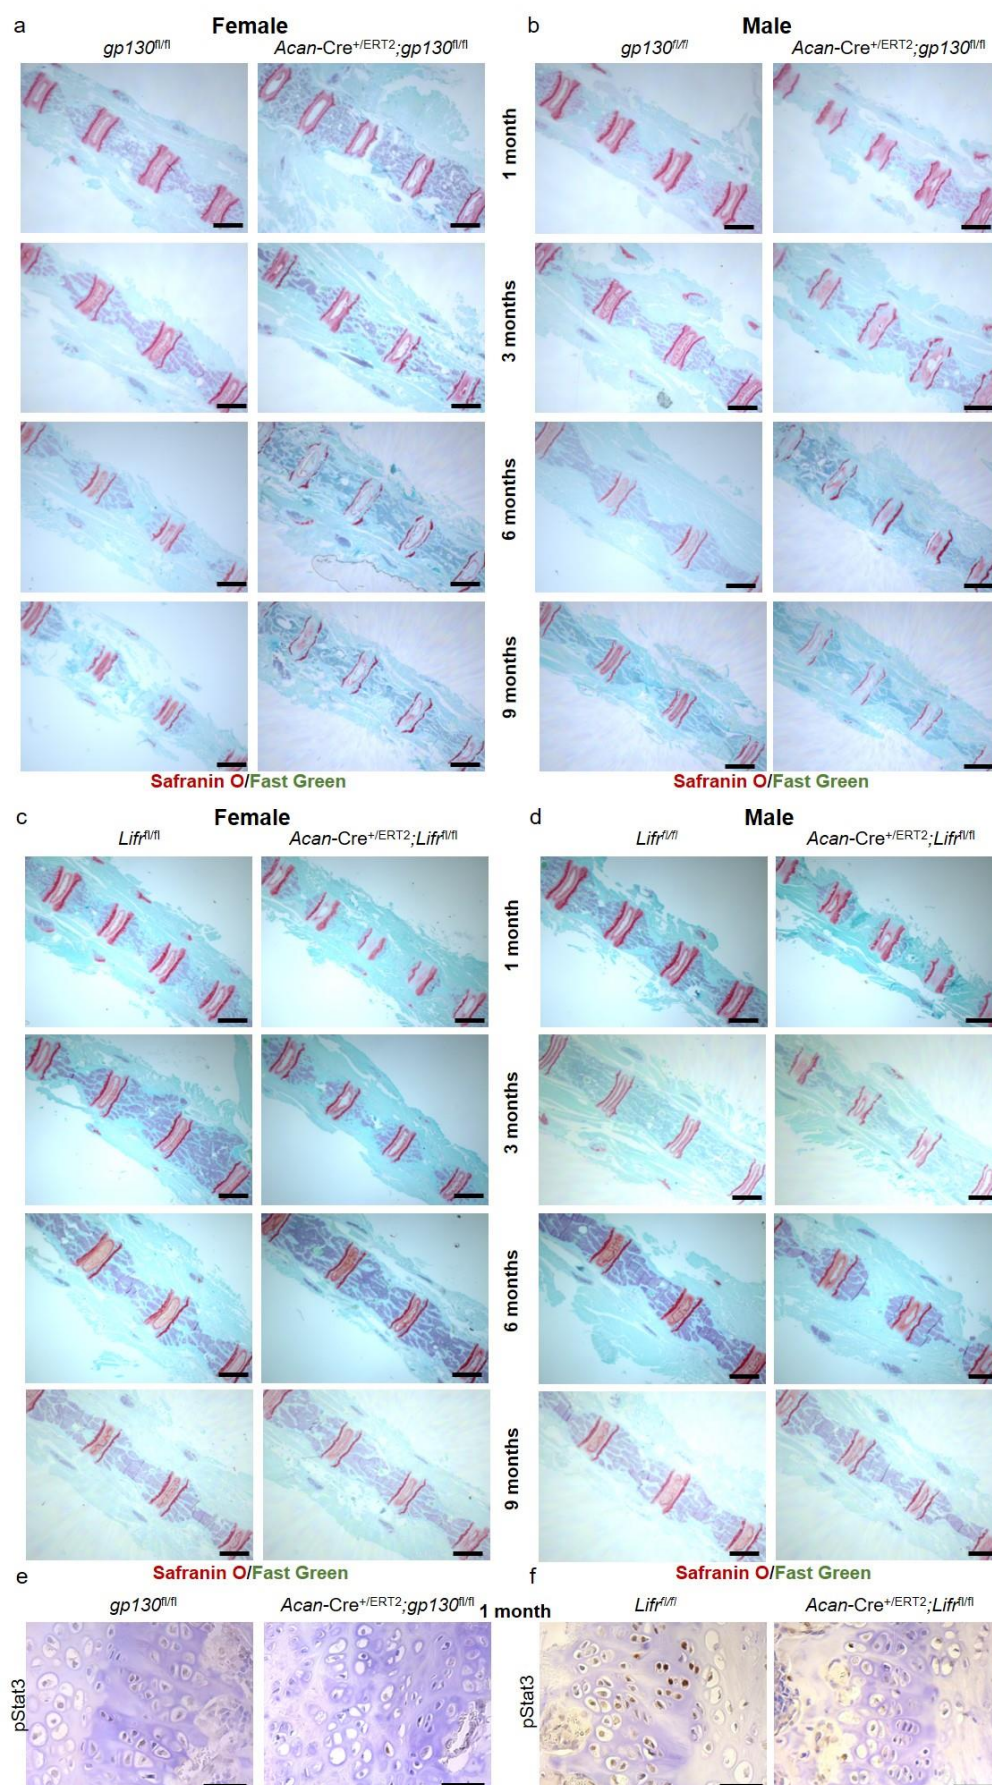 a Female b Male
gp130fl/fl Acan-Cre+/ERT2;gp130fl/fl gp130fl/fl Acan-Cre+/ERT2;gp130fl/fl
1 month
3 months
6 months
9 months
Safranin O/Fast Green Safranin O/Fast Green
c Female d Male
Lifrfl/fl Acan-Cre+/ERT2;Lifrfl/fl Lifrfl/fl Acan-Cre+/ERT2;Lifrfl/fl
1 month
3 months
6 months
9 months
Safranin O/Fast Green Safranin O/Fast Green
e f
gp130fl/fl Acan-Cre+/ERT2;gp130fl/fl 1 month Lifrfl/fl Acan-Cre+/ERT2;Lifrfl/fl
pStat3 pStat3